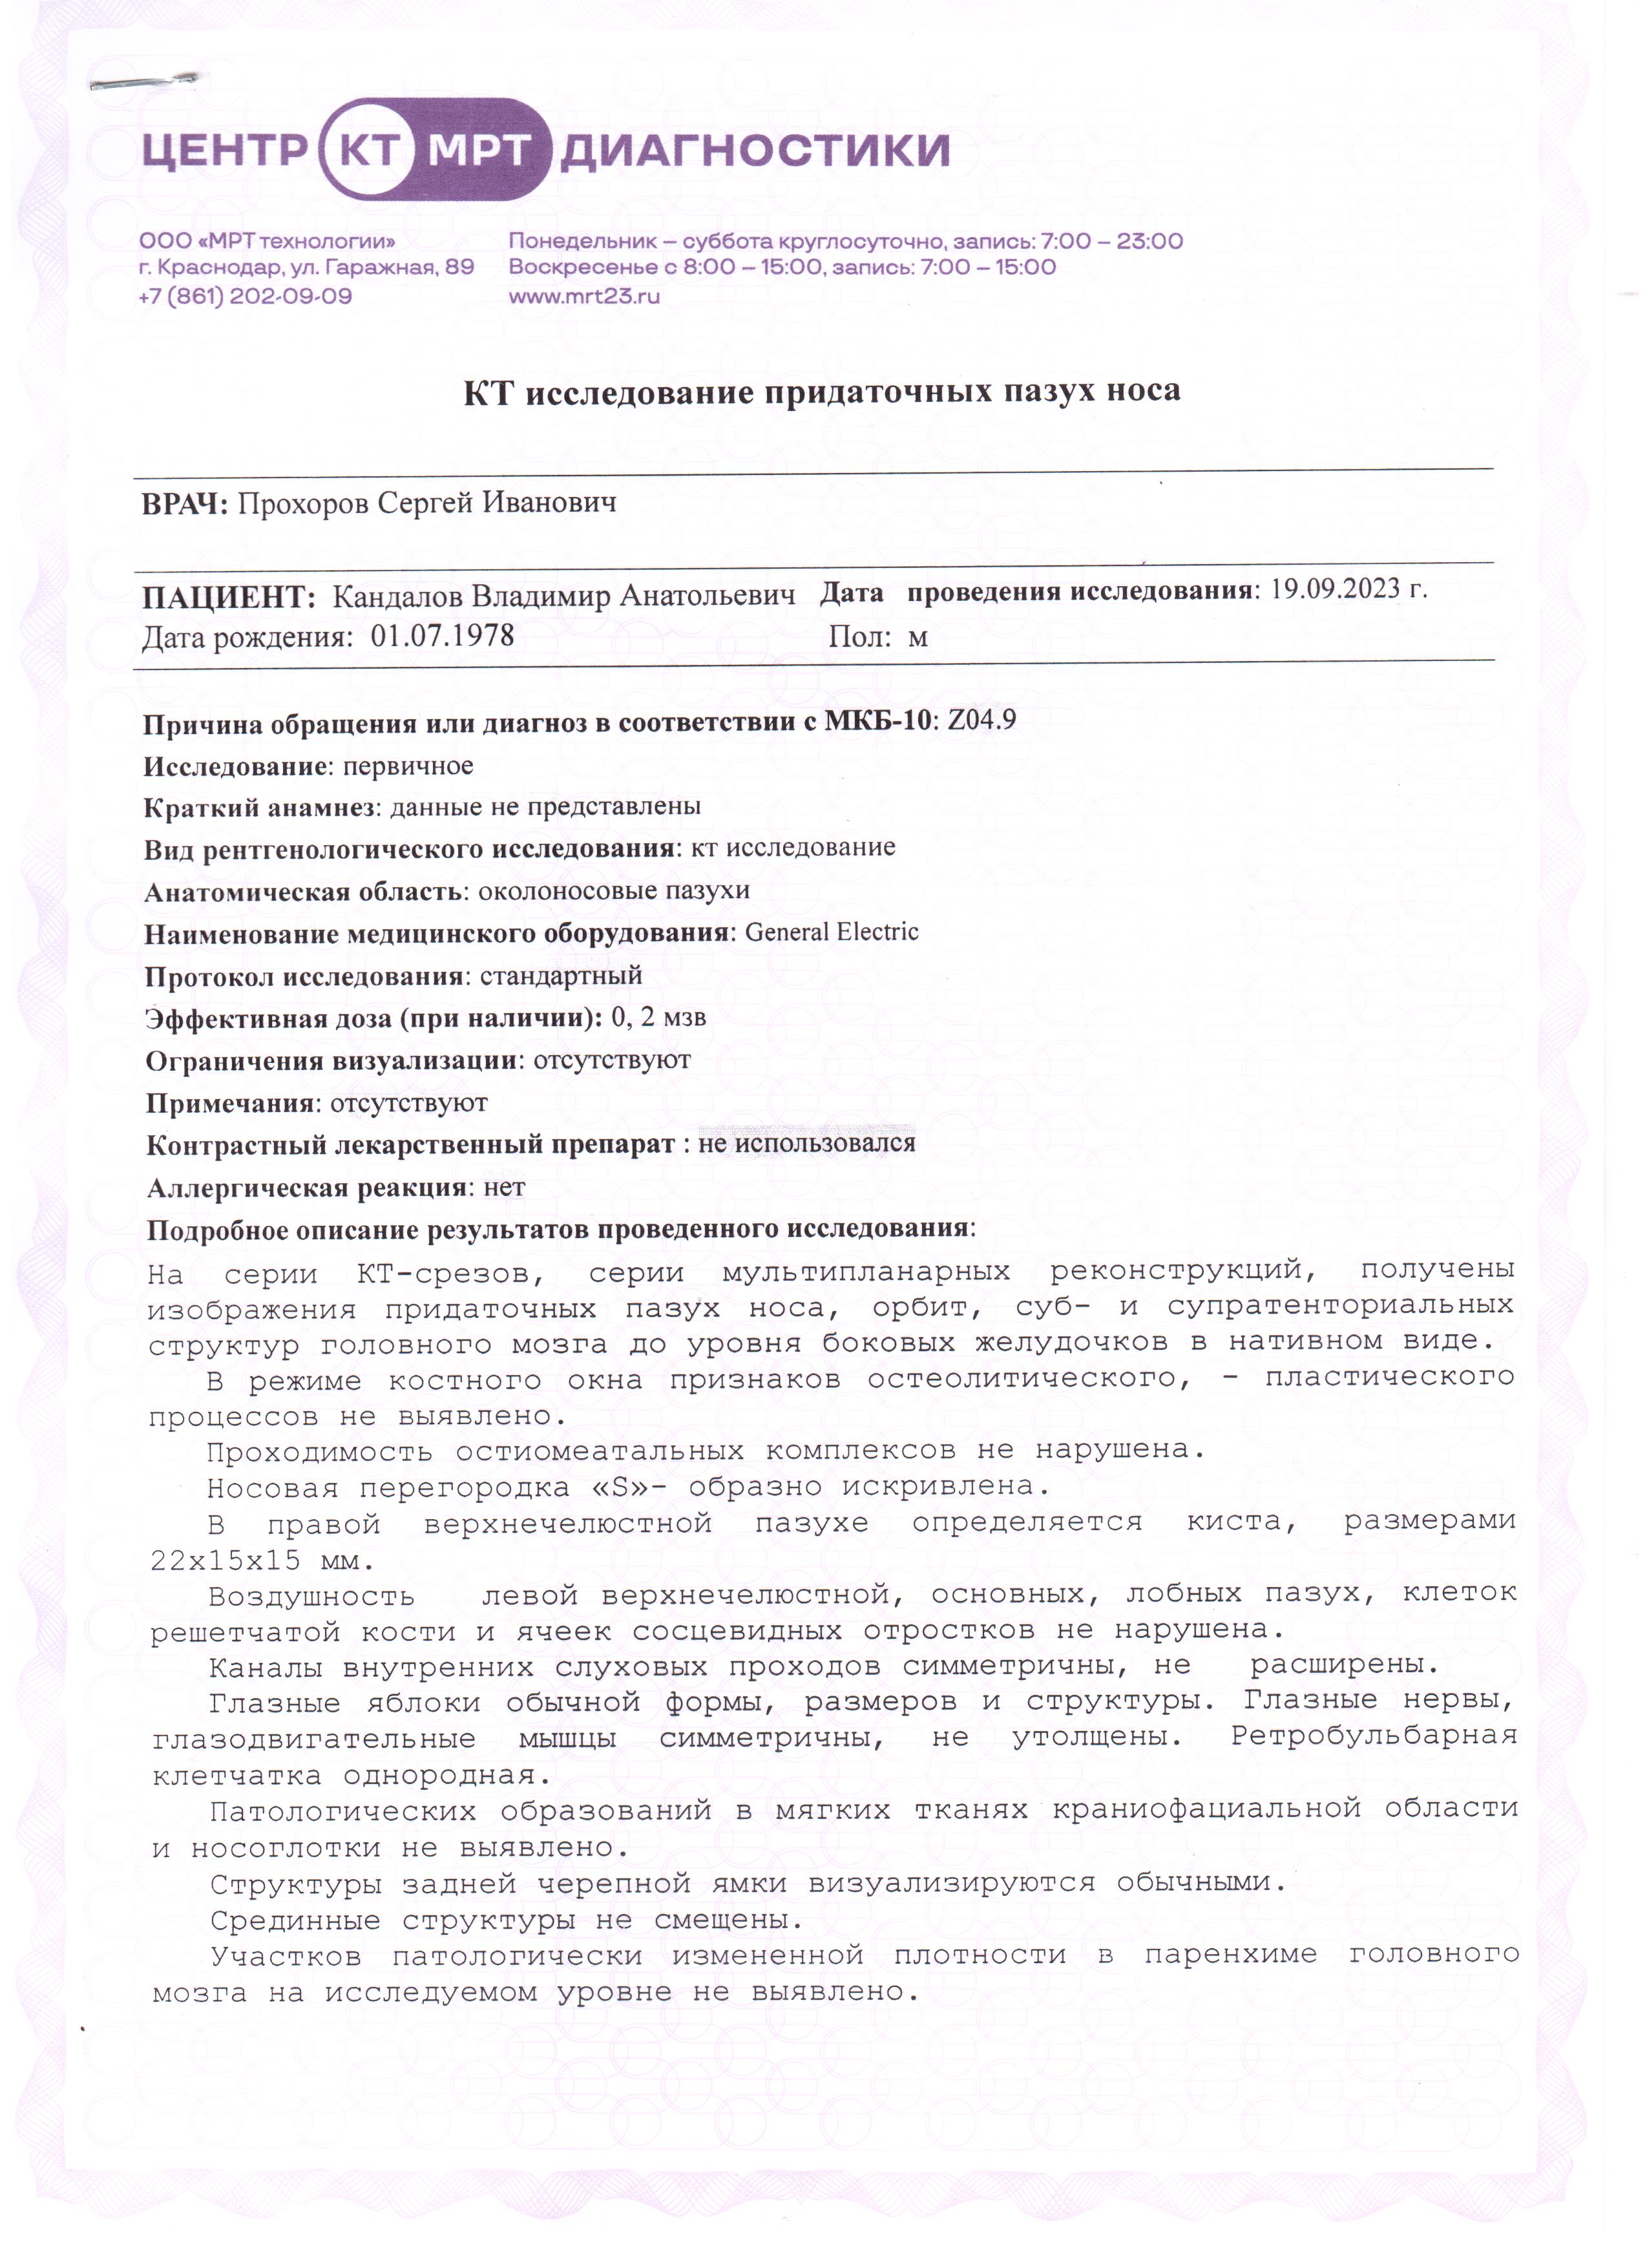 ЦЕНТР КТ МРТ ДИАГНОСТИКИ
ООО «МРТ технологии»
г. Краснодар, ул. Гаражная, 89
+7 (861) 202-09-09
Понедельник – суббота круглосуточно, запись: 7:00 – 23:00
Воскресенье с 8:00 – 15:00, запись: 7:00 – 15:00
www.mrt23.ru
КТ исследование придаточных пазух носа
ВРАЧ: Прохоров Сергей Иванович
ПАЦИЕНТ: Кандалов Владимир Анатольевич Дата проведения исследования: 19.09.2023 г.
Дата рождения: 01.07.1978 Пол: м
Причина обращения или диагноз в соответствии с МКБ-10: Z04.9
Исследование: первичное
Краткий анамнез: данные не представлены
Вид рентгенологического исследования: кт исследование
Анатомическая область: околоносовые пазухи
Наименование медицинского оборудования: General Electric
Протокол исследования: стандартный
Эффективная доза (при наличии): 0, 2 мзв
Ограничения визуализации: отсутствуют
Примечания: отсутствуют
Контрастный лекарственный препарат : не использовался
Аллергическая реакция: нет
Подробное описание результатов проведенного исследования:
На серии КТ-срезов, серии мультипланарных реконструкций, получены
изображения придаточных пазух носа, орбит, суб- и супратенториальных
структур головного мозга до уровня боковых желудочков в нативном виде.
В режиме костного окна признаков остеолитического, - пластического
процессов не выявлено.
Проходимость остиомеатальных комплексов не нарушена.
Носовая перегородка «S»- образно искривлена.
В правой верхнечелюстной пазухе определяется киста, размерами
22x15x15 мм.
Воздушность левой верхнечелюстной, основных, лобных пазух, клеток
решетчатой кости и ячеек сосцевидных отростков не нарушена.
Каналы внутренних слуховых проходов симметричны, не расширены.
Глазные яблоки обычной формы, размеров и структуры. Глазные нервы,
глазодвигательные мышцы симметричны, не утолщены. Ретробульбарная
клетчатка однородная.
Патологических образований в мягких тканях краниофациальной области
и носоглотки не выявлено.
Структуры задней черепной ямки визуализируются обычными.
Срединные структуры не смещены.
Участков патологически измененной плотности в паренхиме головного
мозга на исследуемом уровне не выявлено.